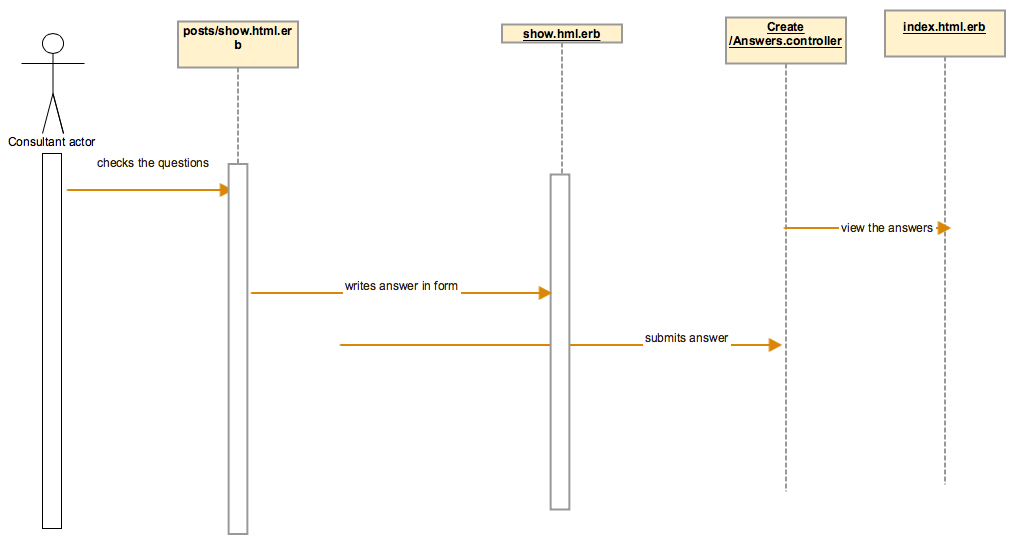 posts/show.html.er
b
show.hml.erb
Create
/Answers.controller
index.html.erb
Consultant actor
checks the questions
view the answers
writes answer in form
submits answer